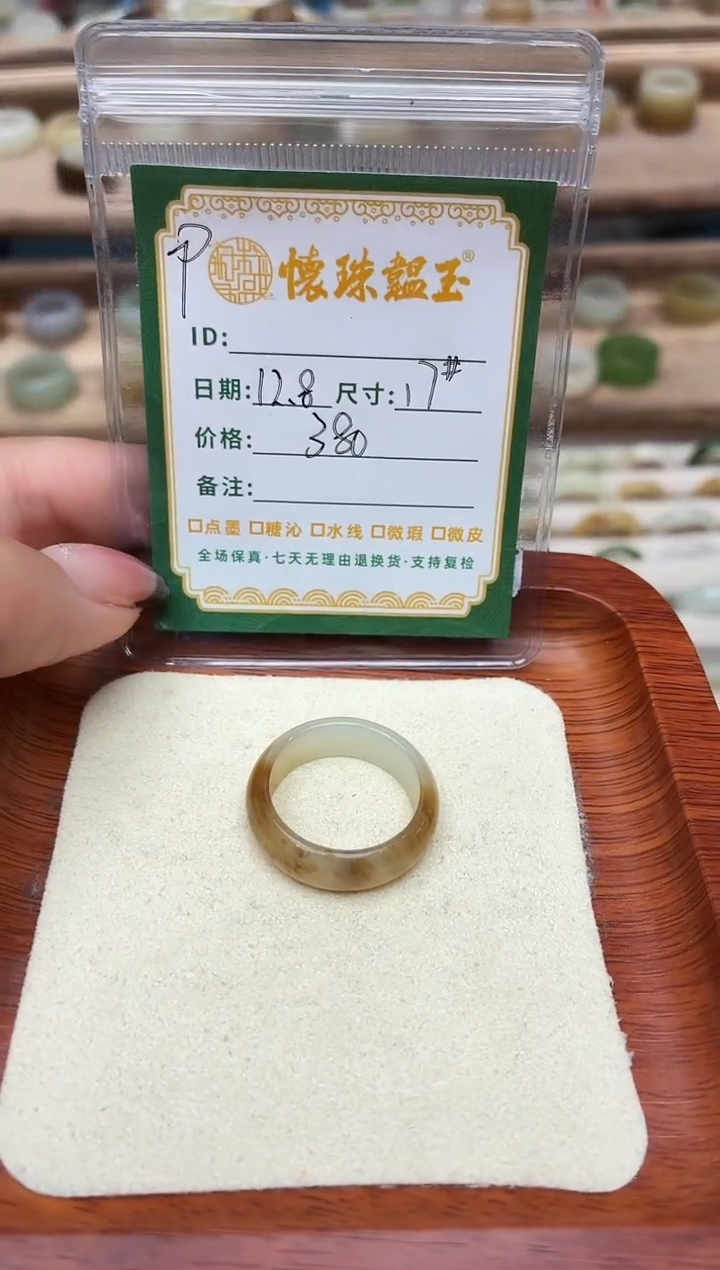 P 懷珠韞玉®
ID:
日期:12.8 尺寸:17#
价格: 380
备注:
□点墨 □糖沁 □水线 □微瑕 □微皮
全场保真·七天无理由退换货·支持复检